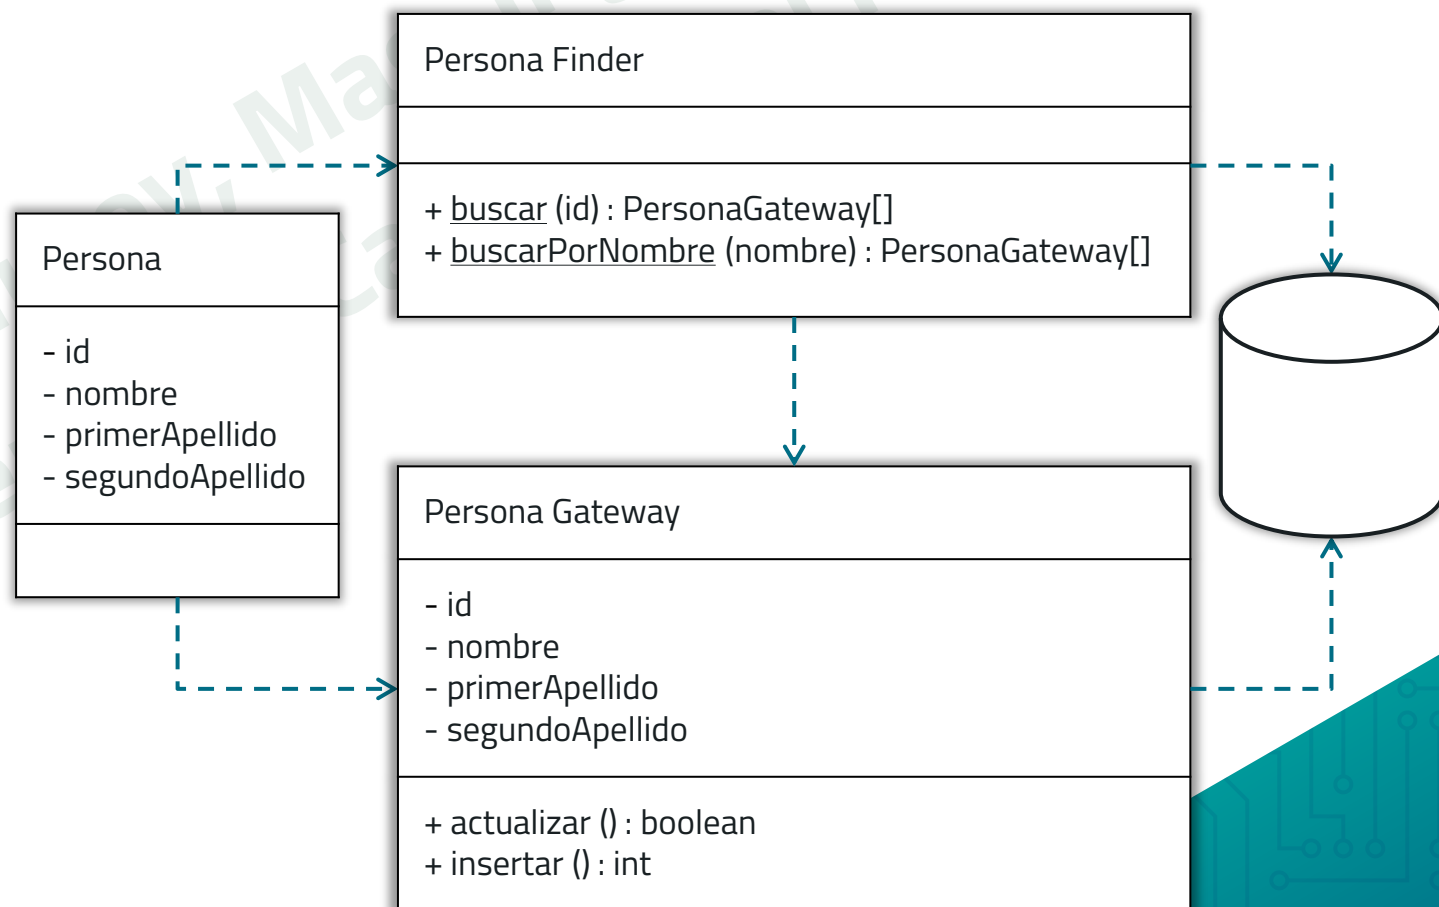 Persona Finder
+ buscar (id) : PersonaGateway[]
+ buscarPorNombre (nombre) : PersonaGateway[]
Persona
- id
- nombre
- primerApellido
- segundoApellido
Persona Gateway
- id
- nombre
- primerApellido
- segundoApellido
+ actualizar () : boolean
+ insertar () : int